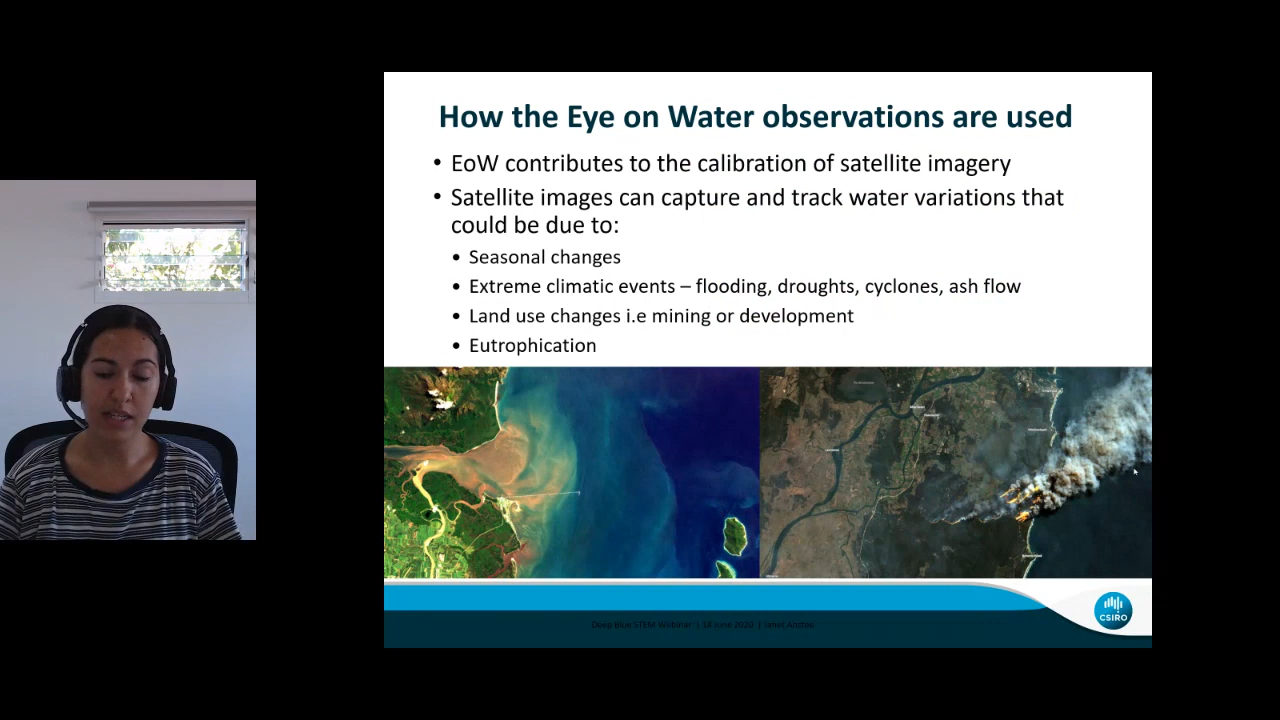 How the Eye on Water observations are used
• EoW contributes to the calibration of satellite imagery
• Satellite images can capture and track water variations that
could be due to:
• Seasonal changes
• Extreme climatic events – flooding, droughts, cyclones, ash flow
• Land use changes i.e mining or development
• Eutrophication
CSIRO
Deep Blue STEM Webinar | June 2020 | Janet Anstee